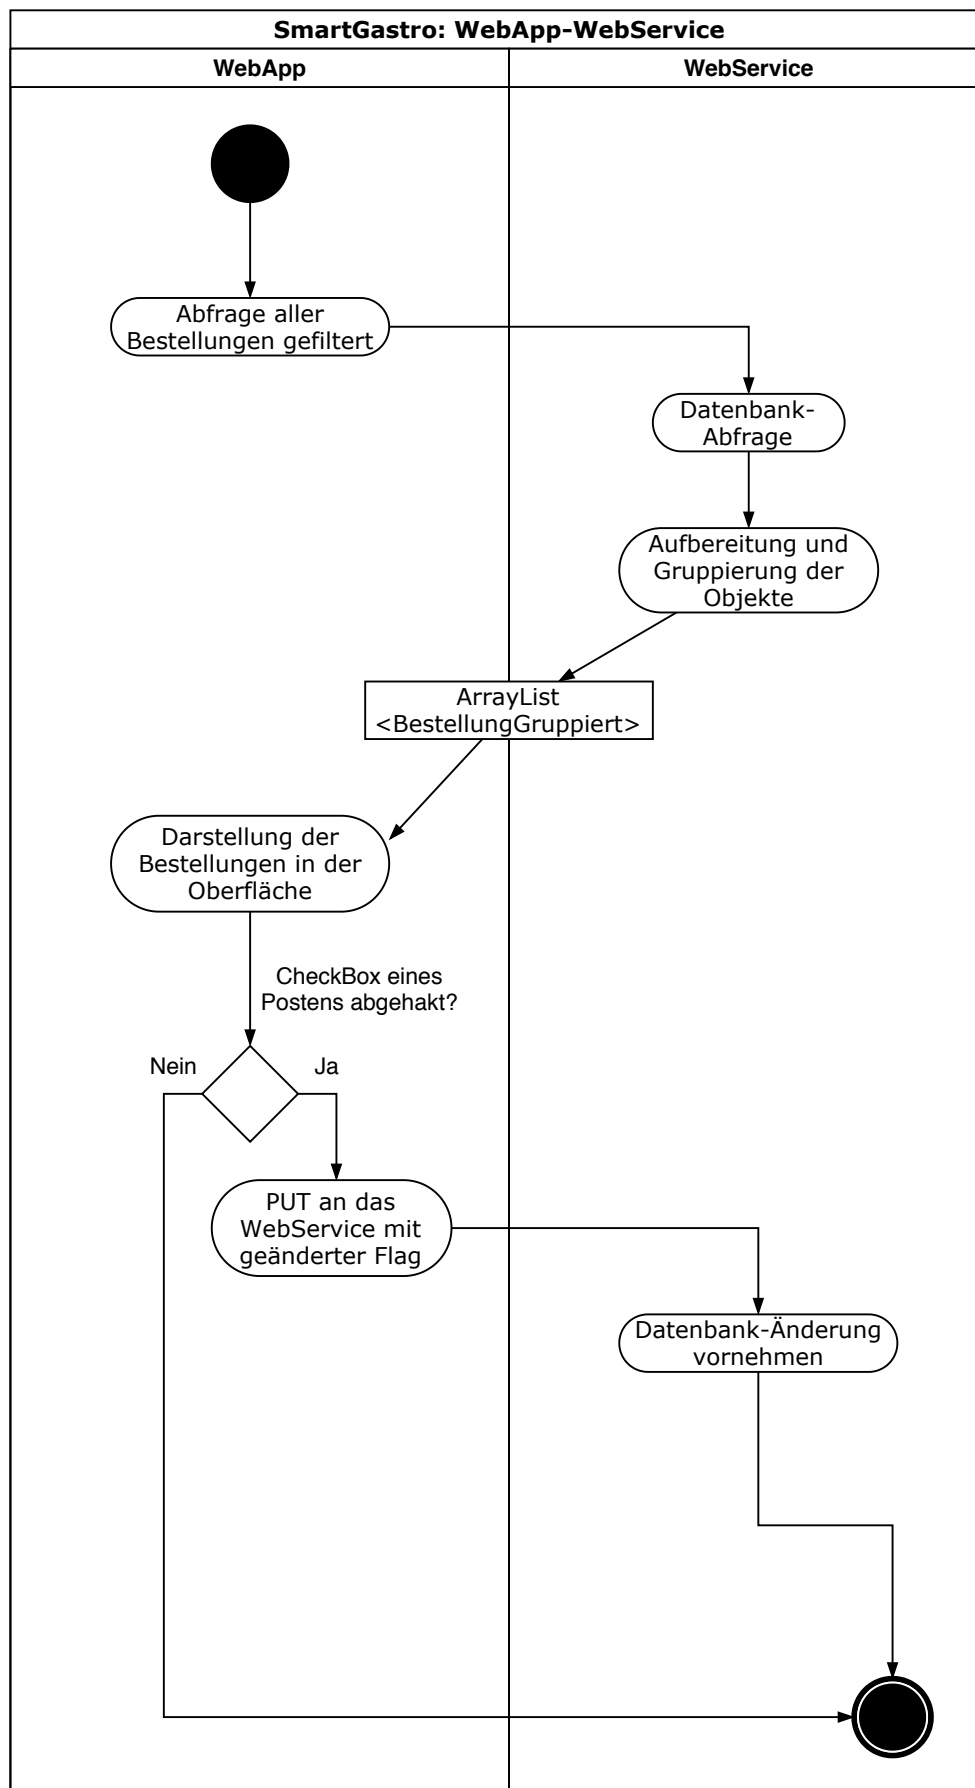 SmartGastro: WebApp-WebService
WebApp
WebService
Abfrage aller
Bestellungen gefiltert
Datenbank-
Abfrage
Aufbereitung und
Gruppierung der
Objekte
ArrayList
<BestellungGruppiert>
Darstellung der
Bestellungen in der
Oberfläche
CheckBox eines
Postens abgehakt?
Nein
Ja
PUT an das
WebService mit
geänderter Flag
Datenbank-Änderung
vornehmen